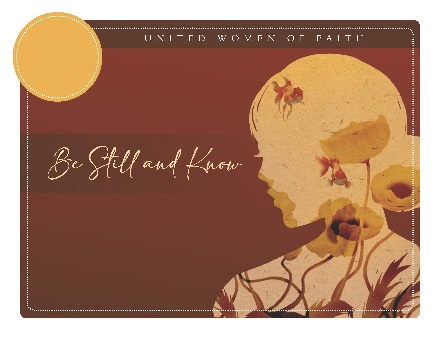 UNITED WOMEN OF FAITH
Be Still and Know